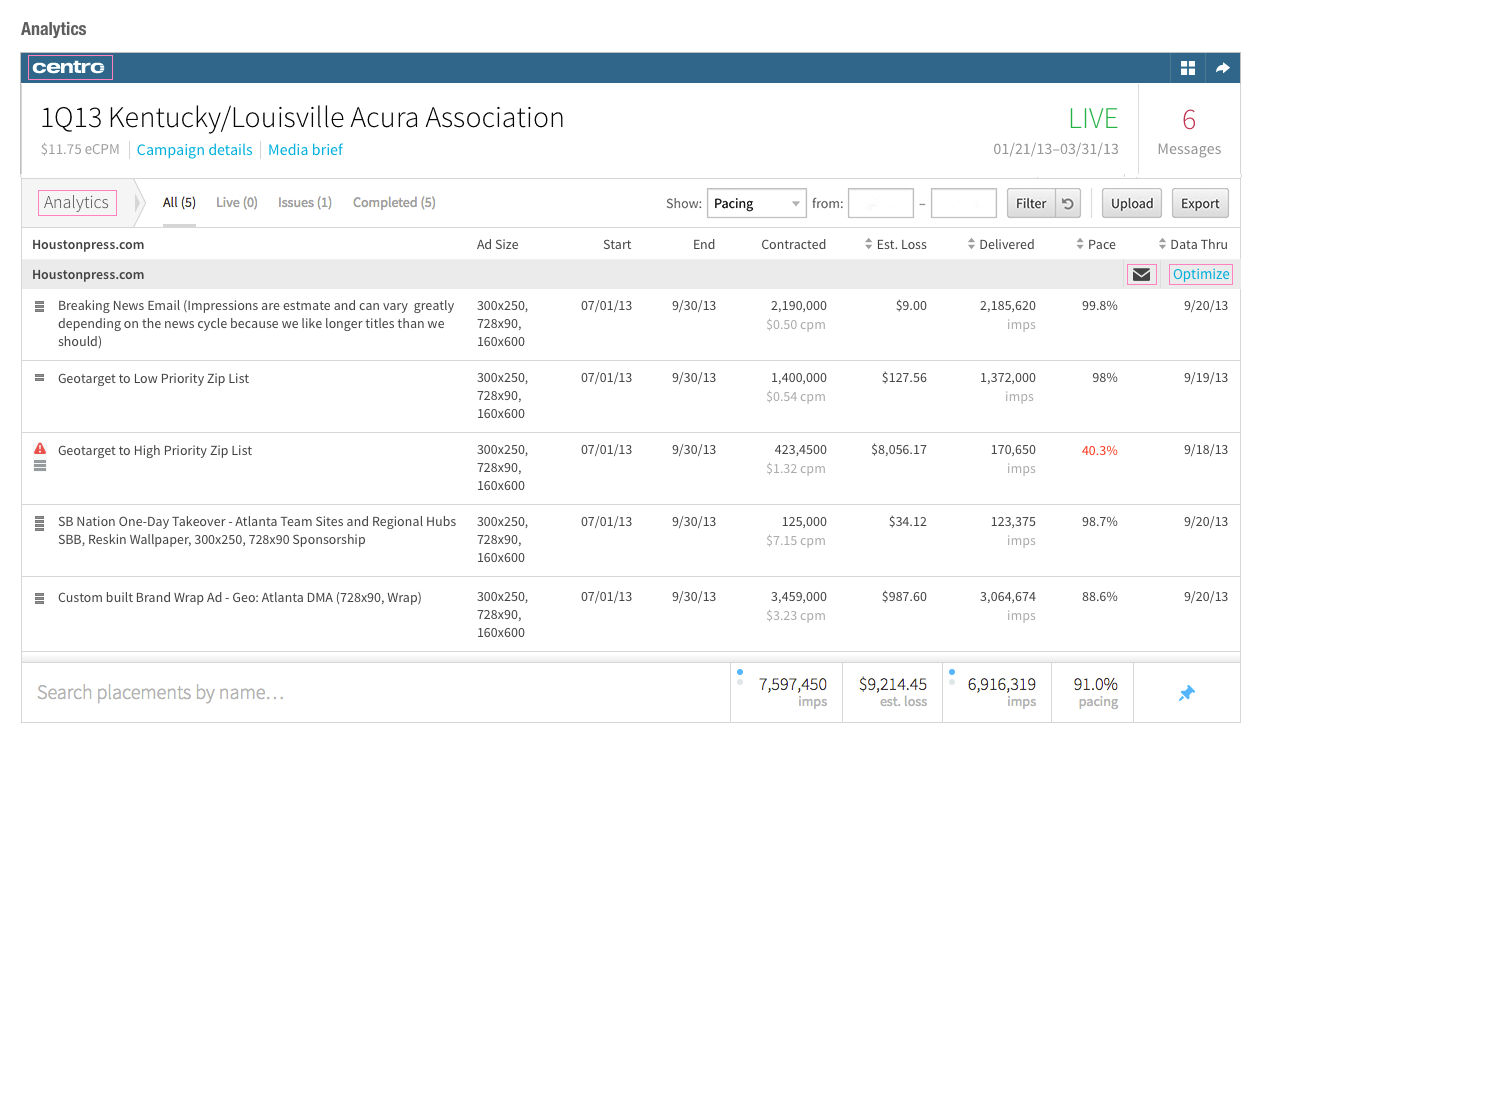 Analytics
centro
1Q13 Kentucky/Louisville Acura Association
LIVE
6
$11.75 eCPM Campaign details Media brief
01/21/13–03/31/13
Messages
Analytics All (5) Live (0) Issues (1) Completed (5) Show: Pacing from: – Filter Upload Export
Houstonpress.com Ad Size Start End Contracted Est. Loss Delivered Pace Data Thru
Houstonpress.com Optimize
Breaking News Email (Impressions are estmate and can vary greatly 300x250, 07/01/13 9/30/13 2,190,000 $9.00 2,185,620 99.8% 9/20/13
depending on the news cycle because we like longer titles than we 728x90, $0.50 cpm imps
should) 160x600
Geotarget to Low Priority Zip List 300x250, 07/01/13 9/30/13 1,400,000 $127.56 1,372,000 98% 9/19/13
728x90, $0.54 cpm imps
160x600
Geotarget to High Priority Zip List 300x250, 07/01/13 9/30/13 423,4500 $8,056.17 170,650 40.3% 9/18/13
728x90, $1.32 cpm imps
160x600
SB Nation One-Day Takeover - Atlanta Team Sites and Regional Hubs 300x250, 07/01/13 9/30/13 125,000 $34.12 123,375 98.7% 9/20/13
SBB, Reskin Wallpaper, 300x250, 728x90 Sponsorship 728x90, $7.15 cpm imps
160x600
Custom built Brand Wrap Ad - Geo: Atlanta DMA (728x90, Wrap) 300x250, 07/01/13 9/30/13 3,459,000 $987.60 3,064,674 88.6% 9/20/13
728x90, $3.23 cpm imps
160x600
Search placements by name... 7,597,450 $9,214.45 6,916,319 91.0%
imps est. loss imps pacing